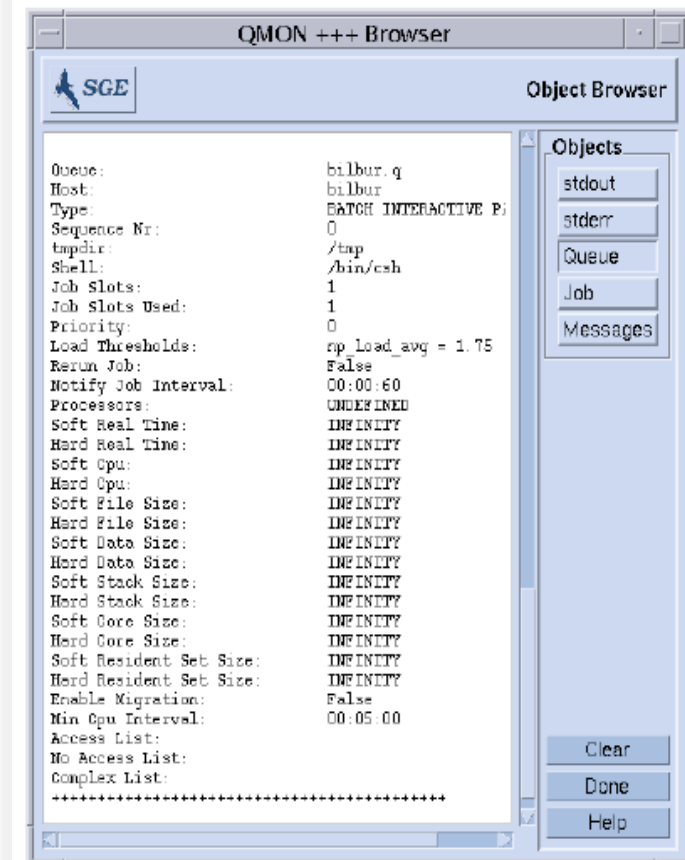 QMON +++ Browser
SGE
Object Browser
Queue: bilbur.q
Host: bilbur
Type: BATCH INTERACTIVE
Sequence Nr: 0
tmpdir: /tmp
Shell: /bin/csh
Job Slots: 1
Job Slots Used: 1
Priority: 0
Load Thresholds: np_load_avg = 1.75
Rerun Job: False
Notify Job Interval: 00:00:60
Processors: UNDEFINED
Soft Real Time: INFINITY
Hard Real Time: INFINITY
Soft Cpu: INFINITY
Hard Cpu: INFINITY
Soft File Size: INFINITY
Hard File Size: INFINITY
Soft Data Size: INFINITY
Hard Data Size: INFINITY
Soft Stack Size: INFINITY
Hard Stack Size: INFINITY
Soft Core Size: INFINITY
Hard Core Size: INFINITY
Soft Resident Set Size: INFINITY
Hard Resident Set Size: INFINITY
Enable Migration: False
Min Cpu Interval: 00:05:00
Access List:
No Access List:
Complex List:
+++++++++++++++++++++++++++++++++++++++++++
Objects
stdout
stderr
Queue
Job
Messages
Clear
Done
Help